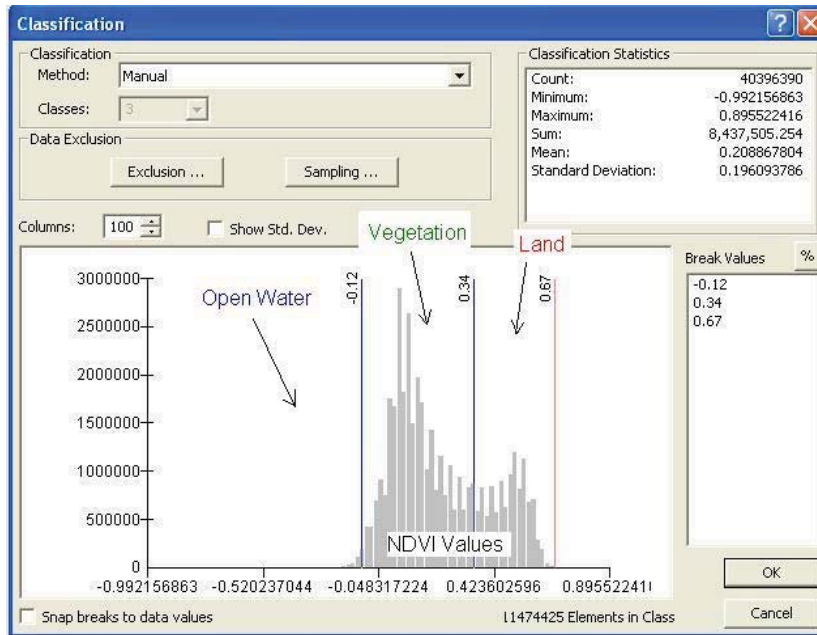 Classification
Classification
Method: Manual
Classes: 3
Data Exclusion
Exclusion ...
Sampling ...
Classification Statistics
Count: 40396390
Minimum: -0.992156863
Maximum: 0.895522416
Sum: 8,437,505.254
Mean: 0.208867804
Standard Deviation: 0.196093786
Columns: 100
Show Std. Dev.
Vegetation
Land
Open Water
Break Values
%
-0.12
0.34
0.67
-0.12
0.34
0.67
3000000
2500000
2000000
1500000
1000000
500000
0
NDVI Values
-0.992156863 -0.520237044 -0.048317224 0.423602596 0.895522416
OK
Snap breaks to data values
11474425 Elements in Class
Cancel